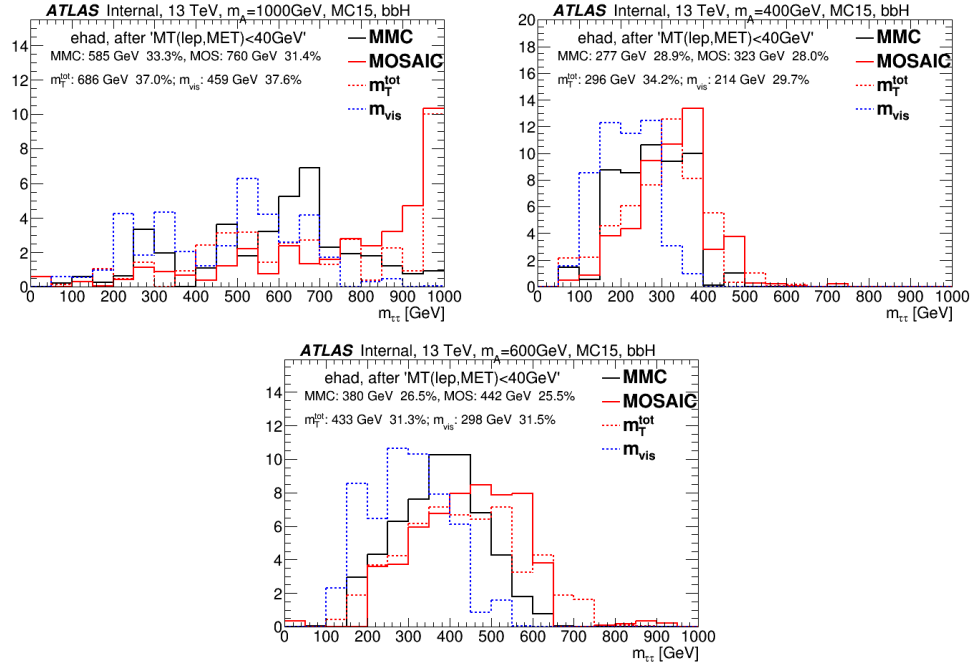 ATLAS Internal, 13 TeV, m_A=1000GeV, MC15, bbH
ehad, after 'MT(lep,MET)<40GeV'
MMC: 585 GeV 33.3%, MOS: 760 GeV 31.4%
m_T^tot: 686 GeV 37.0%; m_vis: 459 GeV 37.6%
MMC
MOSAIC
m_T^tot
m_vis
14
12
10
8
6
4
2
0
0 100 200 300 400 500 600 700 800 900 1000
m_ττ [GeV]
ATLAS Internal, 13 TeV, m_A=400GeV, MC15, bbH
ehad, after 'MT(lep,MET)<40GeV'
MMC: 277 GeV 28.9%, MOS: 323 GeV 28.0%
m_T^tot: 296 GeV 34.2%; m_vis: 214 GeV 29.7%
MMC
MOSAIC
m_T^tot
m_vis
20
18
16
14
12
10
8
6
4
2
0
0 100 200 300 400 500 600 700 800 900 1000
m_ττ [GeV]
ATLAS Internal, 13 TeV, m_A=600GeV, MC15, bbH
ehad, after 'MT(lep,MET)<40GeV'
MMC: 380 GeV 26.5%, MOS: 442 GeV 25.5%
m_T^tot: 433 GeV 31.3%; m_vis: 298 GeV 31.5%
MMC
MOSAIC
m_T^tot
m_vis
14
12
10
8
6
4
2
0
0 100 200 300 400 500 600 700 800 900 1000
m_ττ [GeV]